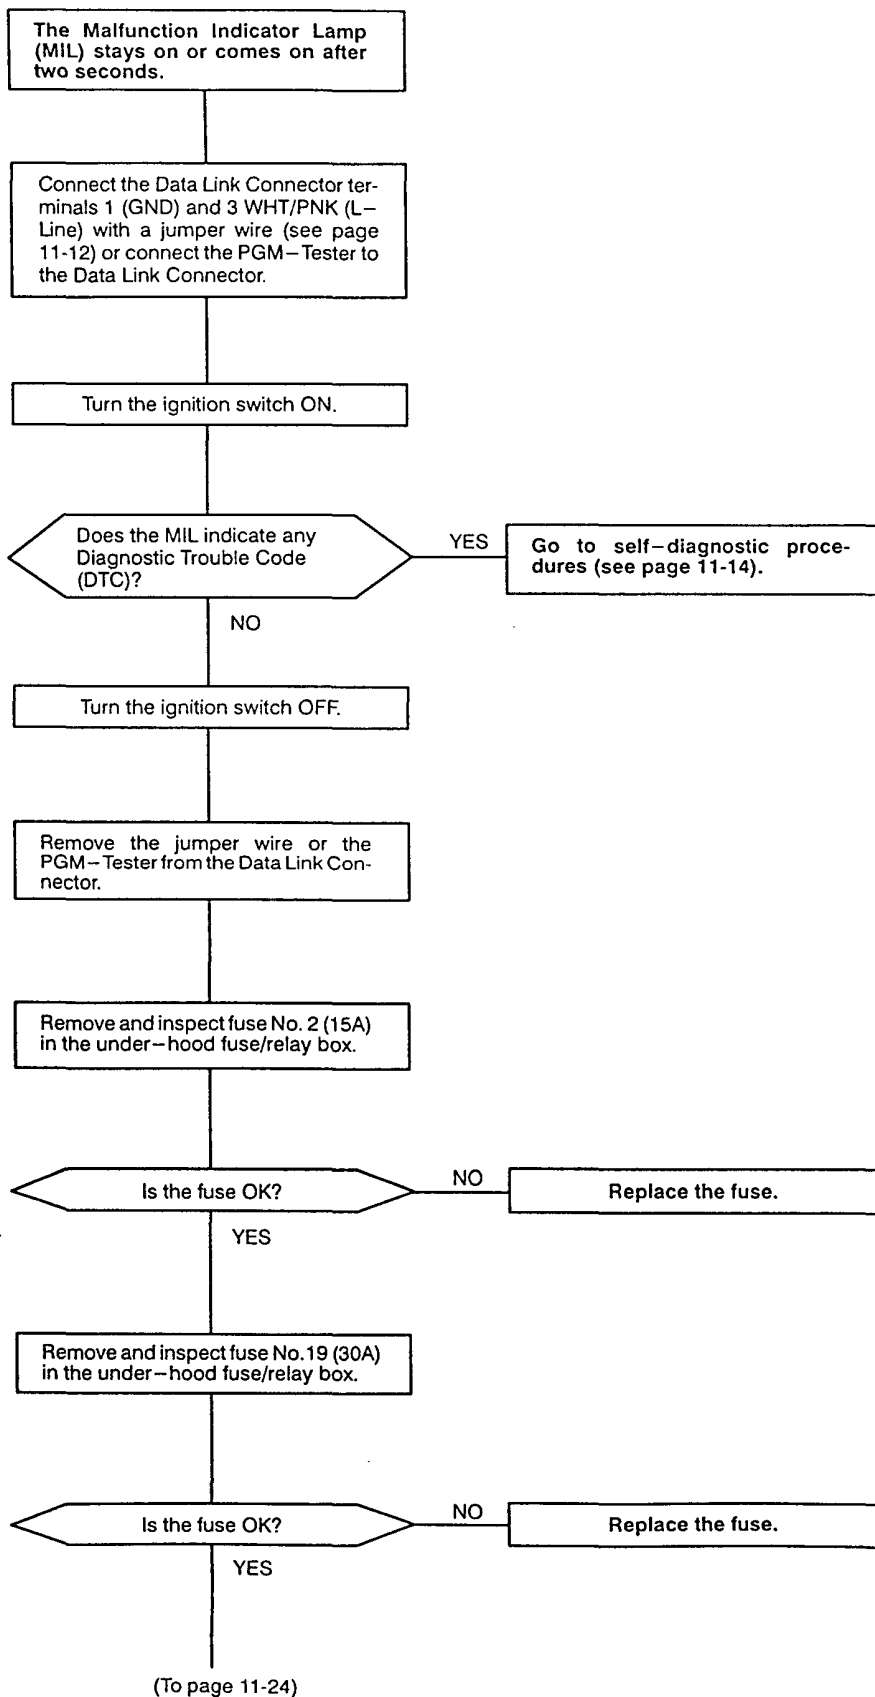 The Malfunction Indicator Lamp
(MIL) stays on or comes on after
two seconds.
Connect the Data Link Connector ter-
minals 1 (GND) and 3 WHT/PNK (L–
Line) with a jumper wire (see page
11-12) or connect the PGM–Tester to
the Data Link Connector.
Turn the ignition switch ON.
Does the MIL indicate any
Diagnostic Trouble Code
(DTC)?
YES
Go to self–diagnostic proce-
dures (see page 11-14).
NO
Turn the ignition switch OFF.
Remove the jumper wire or the
PGM–Tester from the Data Link Con-
nector.
Remove and inspect fuse No. 2 (15A)
in the under–hood fuse/relay box.
Is the fuse OK?
NO
Replace the fuse.
YES
Remove and inspect fuse No.19 (30A)
in the under–hood fuse/relay box.
Is the fuse OK?
NO
Replace the fuse.
YES
(To page 11-24)